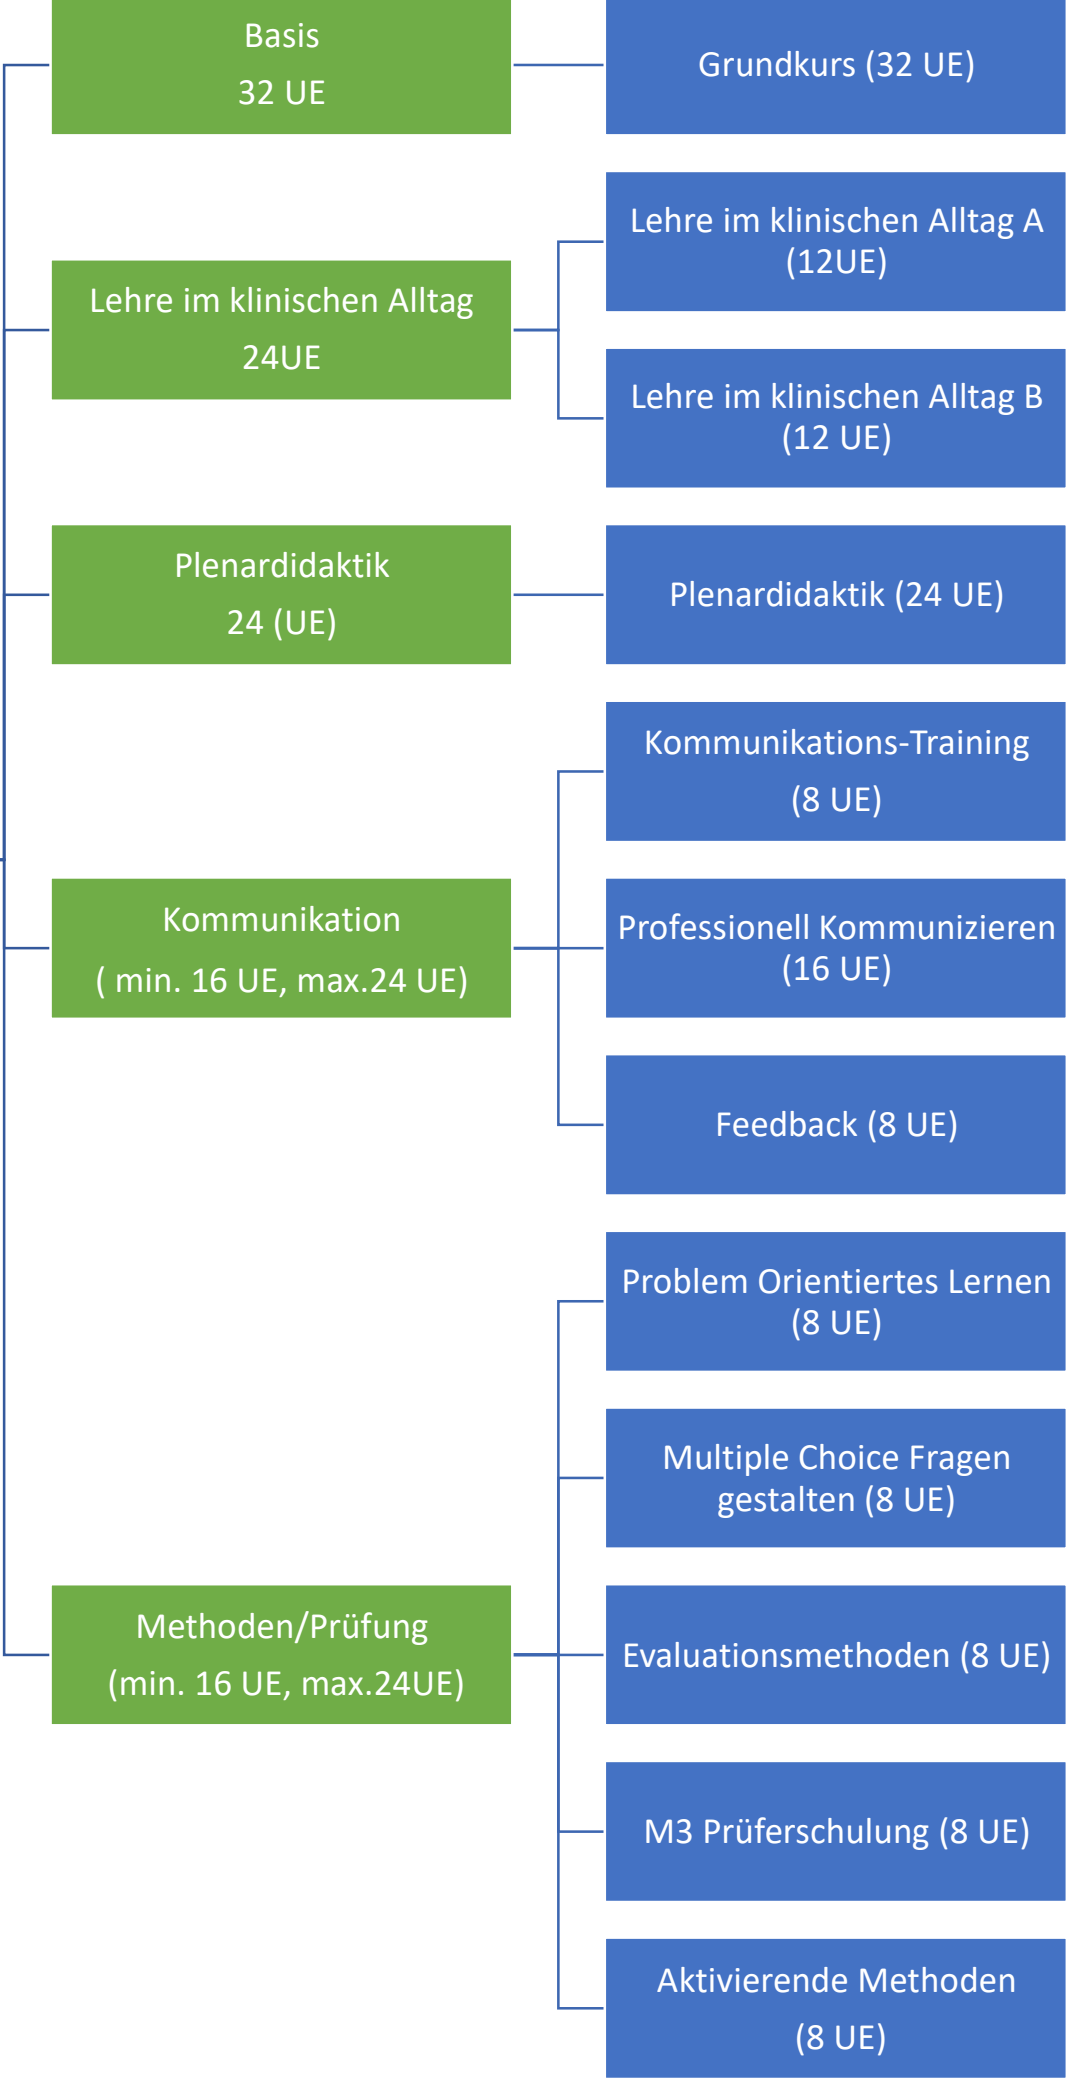 Basis
32 UE
Grundkurs (32 UE)
Lehre im klinischen Alltag
24UE
Lehre im klinischen Alltag A
(12UE)
Lehre im klinischen Alltag B
(12 UE)
Plenardidaktik
24 (UE)
Plenardidaktik (24 UE)
Kommunikation
( min. 16 UE, max.24 UE)
Kommunikations-Training
(8 UE)
Professionell Kommunizieren
(16 UE)
Feedback (8 UE)
Methoden/Prüfung
(min. 16 UE, max.24UE)
Problem Orientiertes Lernen
(8 UE)
Multiple Choice Fragen
gestalten (8 UE)
Evaluationsmethoden (8 UE)
M3 Prüferschulung (8 UE)
Aktivierende Methoden
(8 UE)